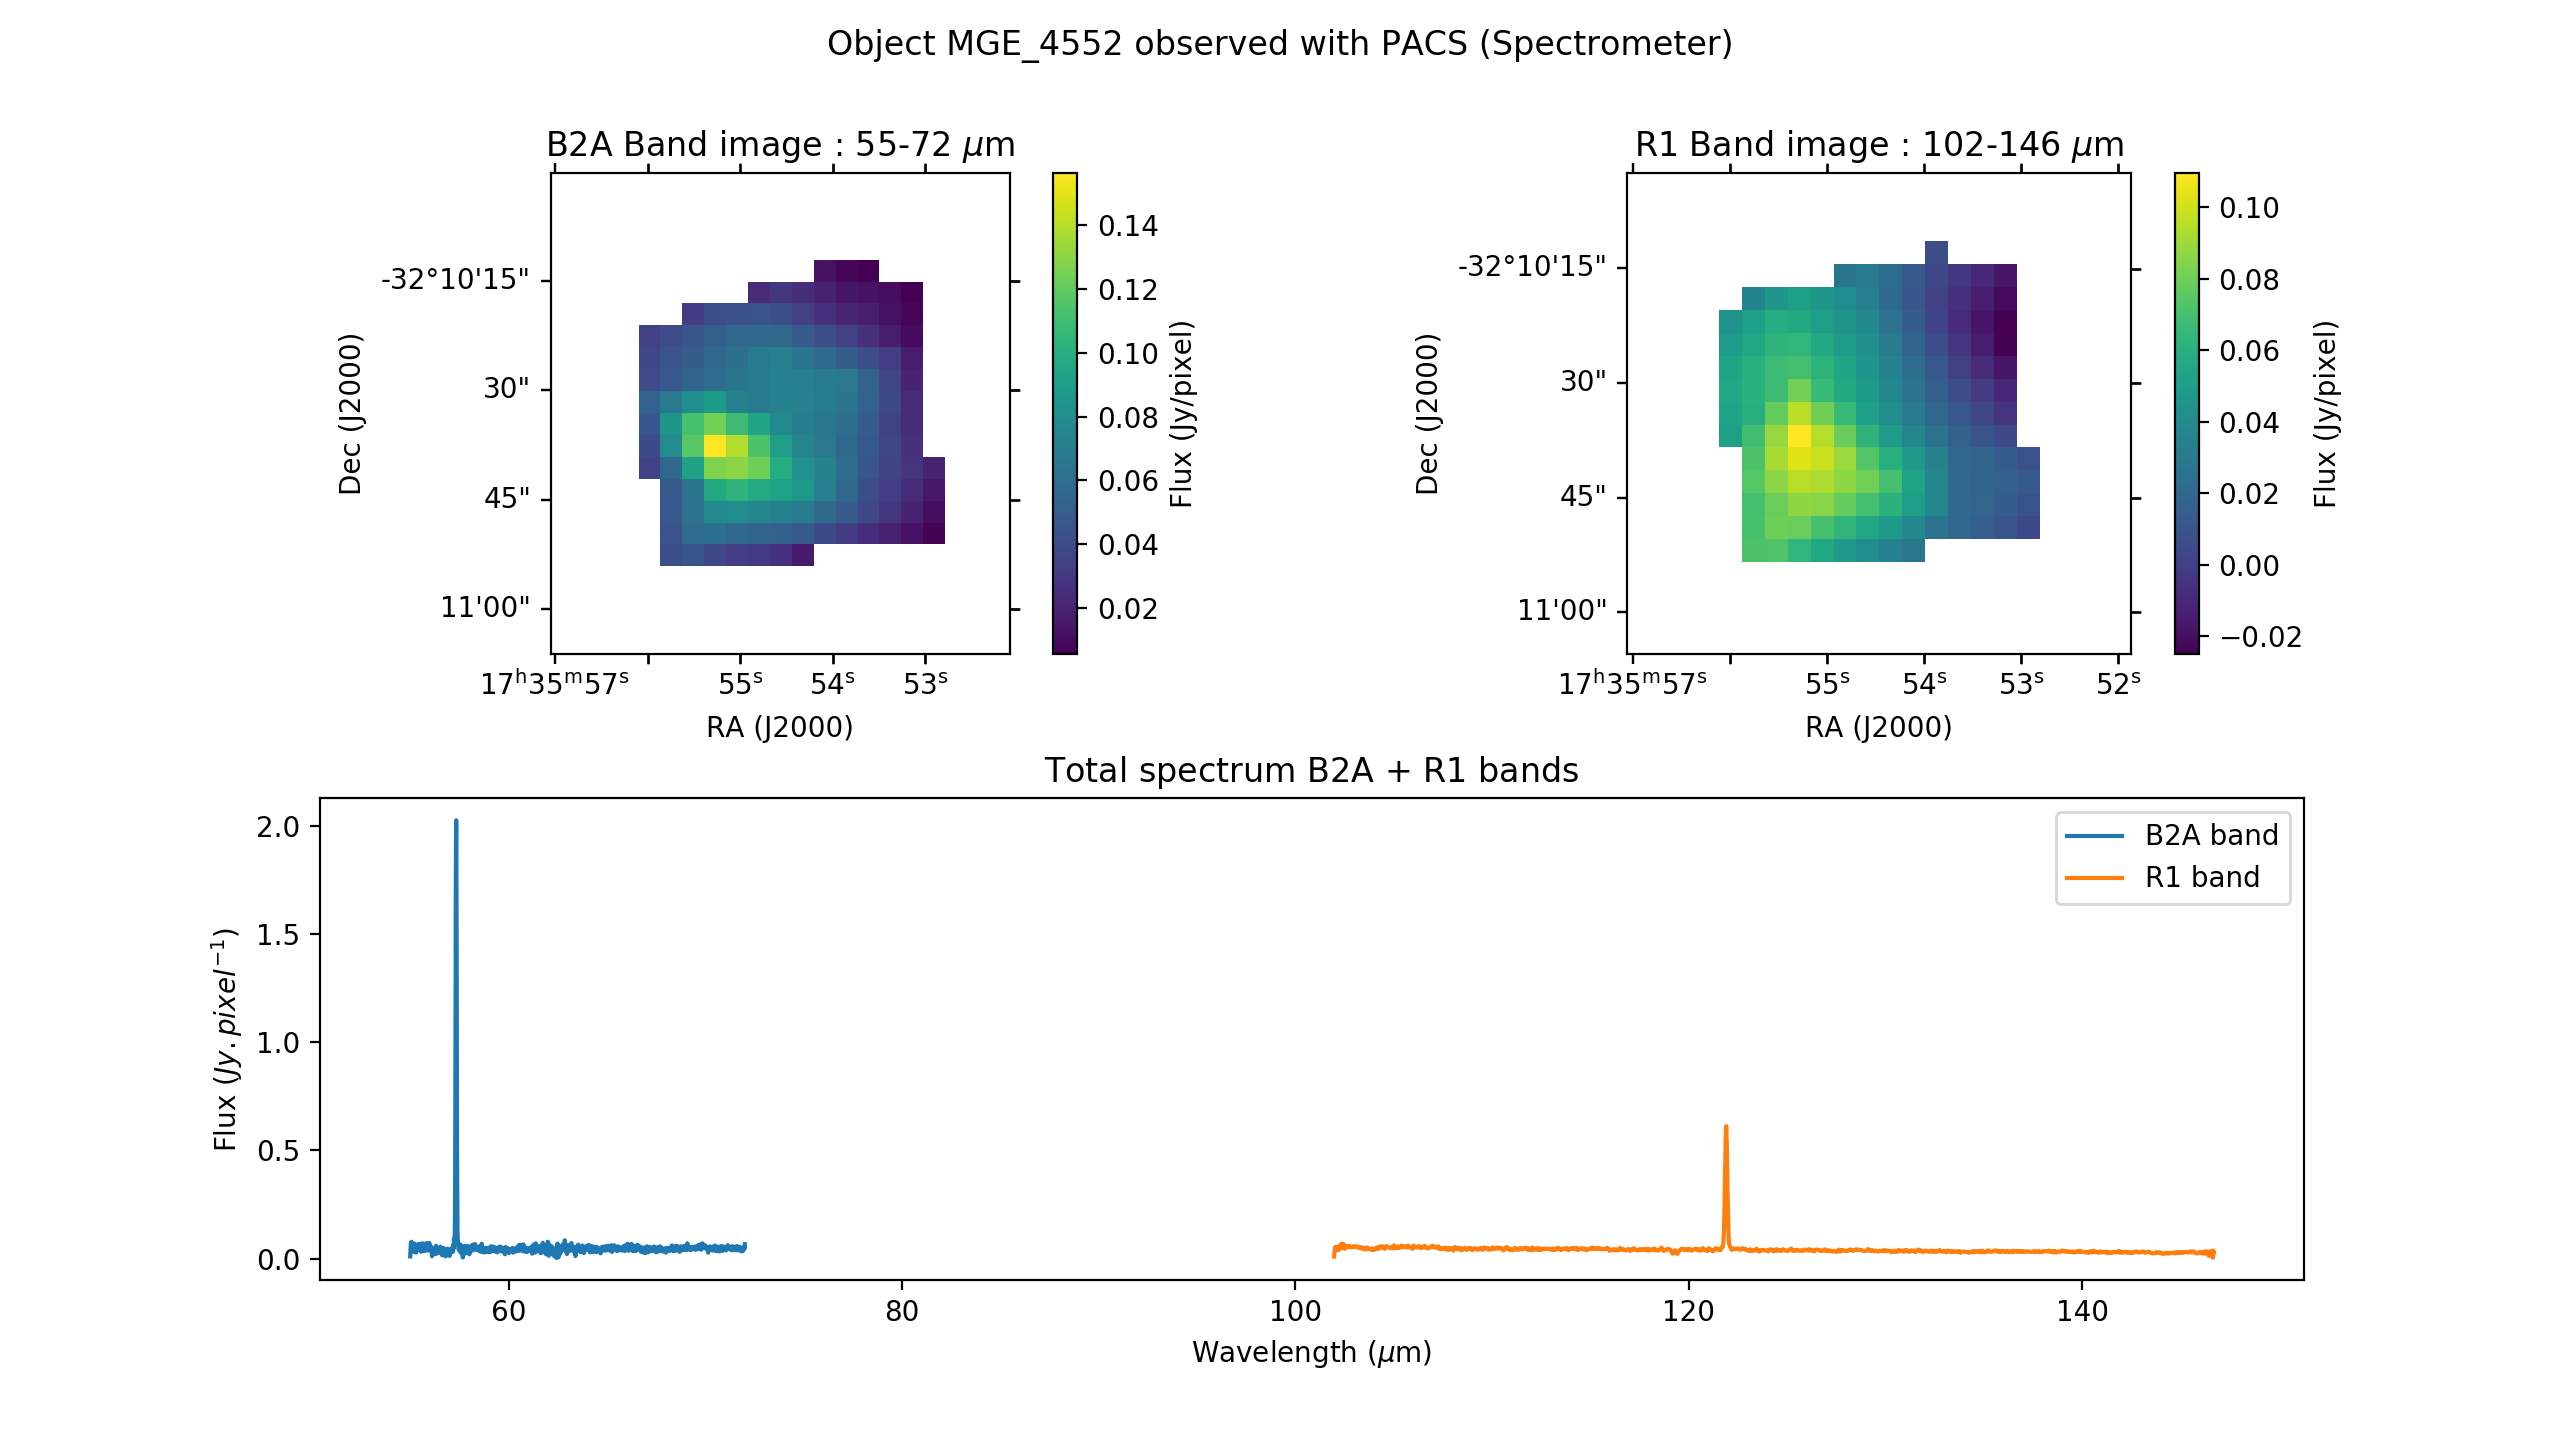 Object MGE_4552 observed with PACS (Spectrometer)
B2A Band image : 55-72 μm
-32°10'15"
30"
45"
11'00"
Dec (J2000)
17ʰ35ᵐ57ˢ 55ˢ 54ˢ 53ˢ
RA (J2000)
0.14
0.12
0.10
0.08
0.06
0.04
0.02
Flux (Jy/pixel)
R1 Band image : 102-146 μm
-32°10'15"
30"
45"
11'00"
Dec (J2000)
17ʰ35ᵐ57ˢ 55ˢ 54ˢ 53ˢ 52ˢ
RA (J2000)
0.10
0.08
0.06
0.04
0.02
0.00
−0.02
Flux (Jy/pixel)
Total spectrum B2A + R1 bands
2.0
1.5
1.0
0.5
0.0
Flux (Jy.pixel⁻¹)
B2A band
R1 band
60 80 100 120 140
Wavelength (μm)